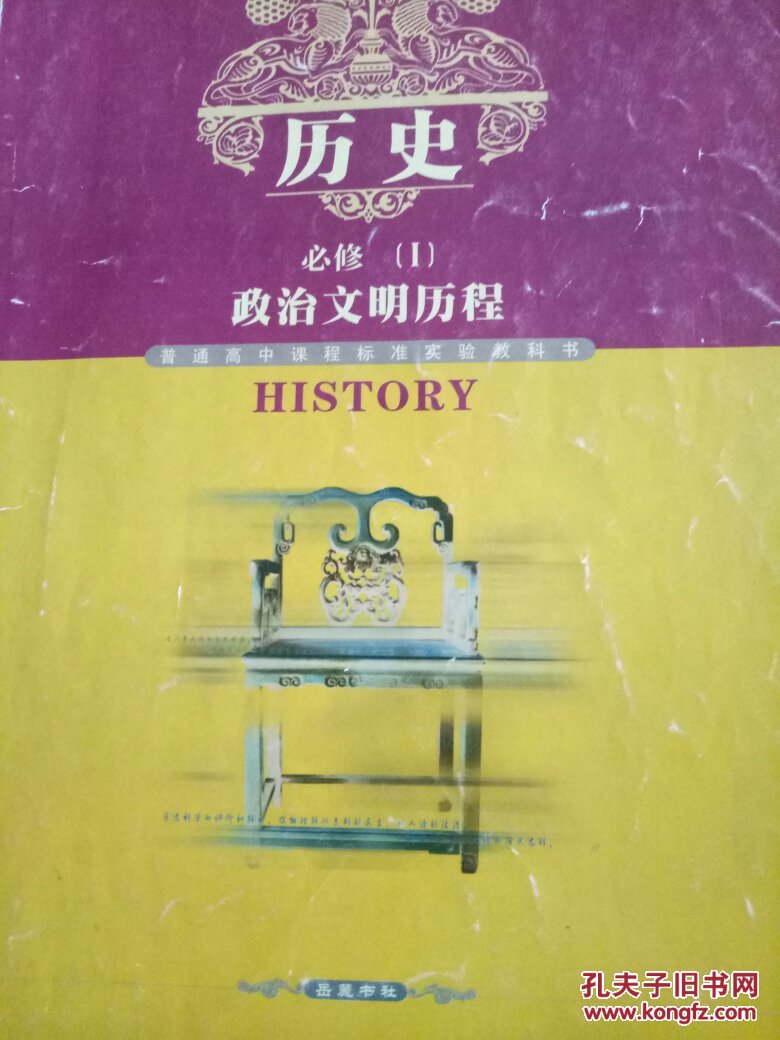 历史
必修 (I)
政治文明历程
普通高中课程标准实验教科书
HISTORY
岳麓书社
孔夫子旧书网
www.kongfz.com